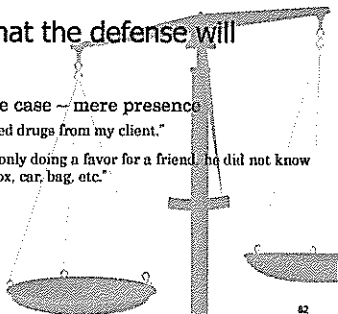 hat the defense will
e case – mere presence
ed drugs from my client."
only doing a favor for a friend, he did not know
ox, car, bag, etc."
82